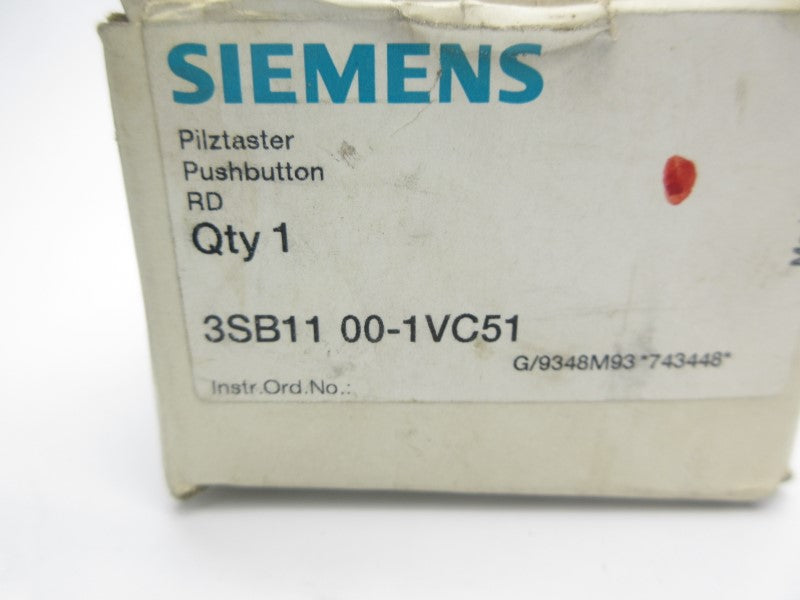 SIEMENS
Pilztaster
Pushbutton
RD
Qty 1
3SB11 00-1VC51
G/9348M93 *743448*
Instr.Ord.No.: